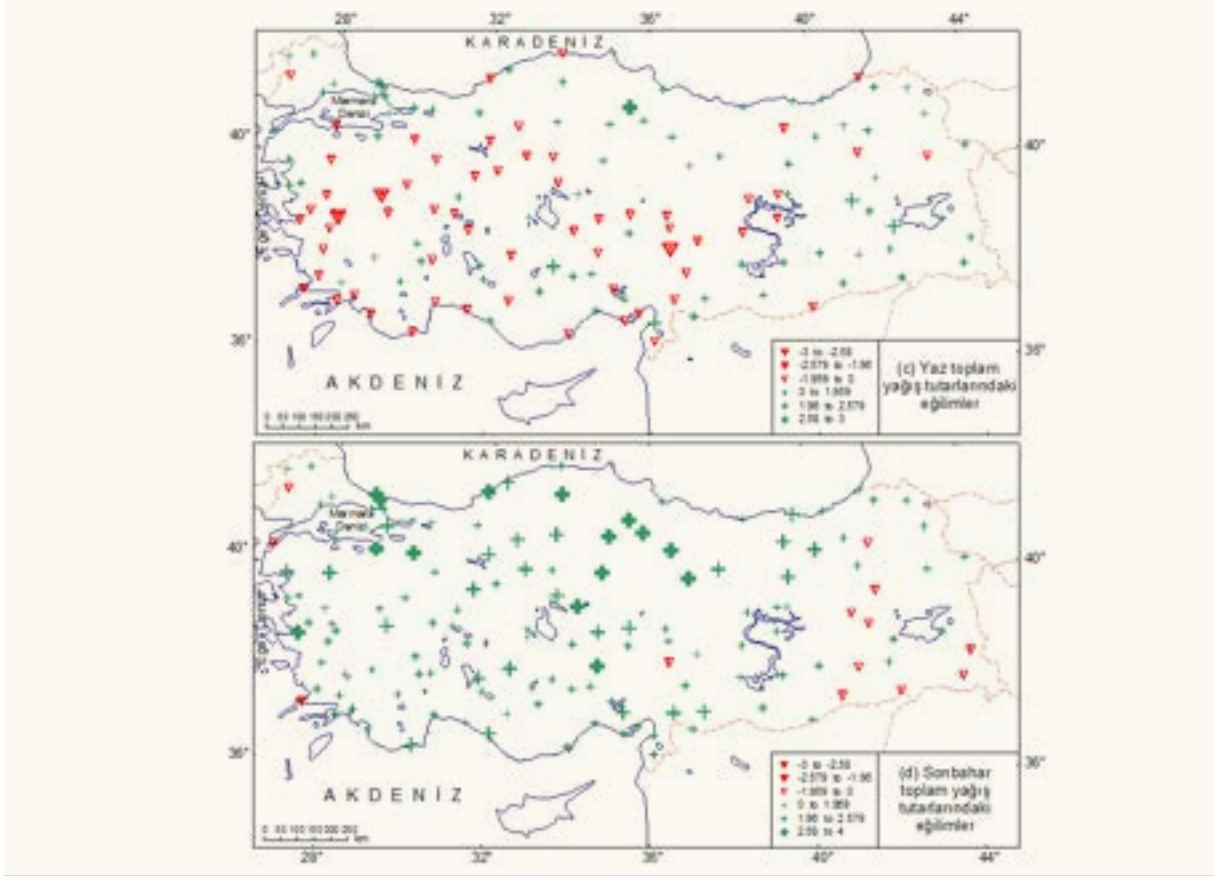 28° 32° 36° 40° 44°
KARADENİZ
Marmara
Denizi
40° 40°
36° 36°
AKDENİZ
km
(c) Yaz toplam
yağış tutarlarındaki
eğilimler
-3 to -2.58
-2.579 to -1.96
-1.959 to 0
0 to 1.959
1.96 to 2.579
2.58 to 3
KARADENİZ
Marmara
Denizi
40° 40°
36° 36°
AKDENİZ
km
(d) Sonbahar
toplam yağış
tutarlarındaki
eğilimler
-3 to -2.58
-2.579 to -1.96
-1.959 to 0
0 to 1.959
1.96 to 2.579
2.58 to 4
28° 32° 36° 40° 44°